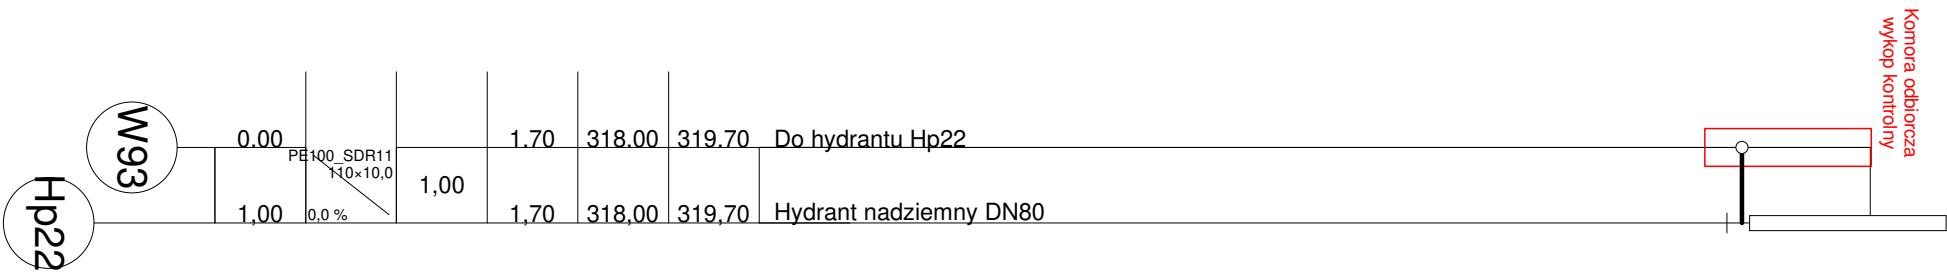 Komora odbiorcza
wykop kontrolny
W93
0,00
1,70
318,00
319,70
Do hydrantu Hp22
PE100_SDR11
110×10,0
1,00
0,0 %
Hp22
1,00
1,70
318,00
319,70
Hydrant nadziemny DN80